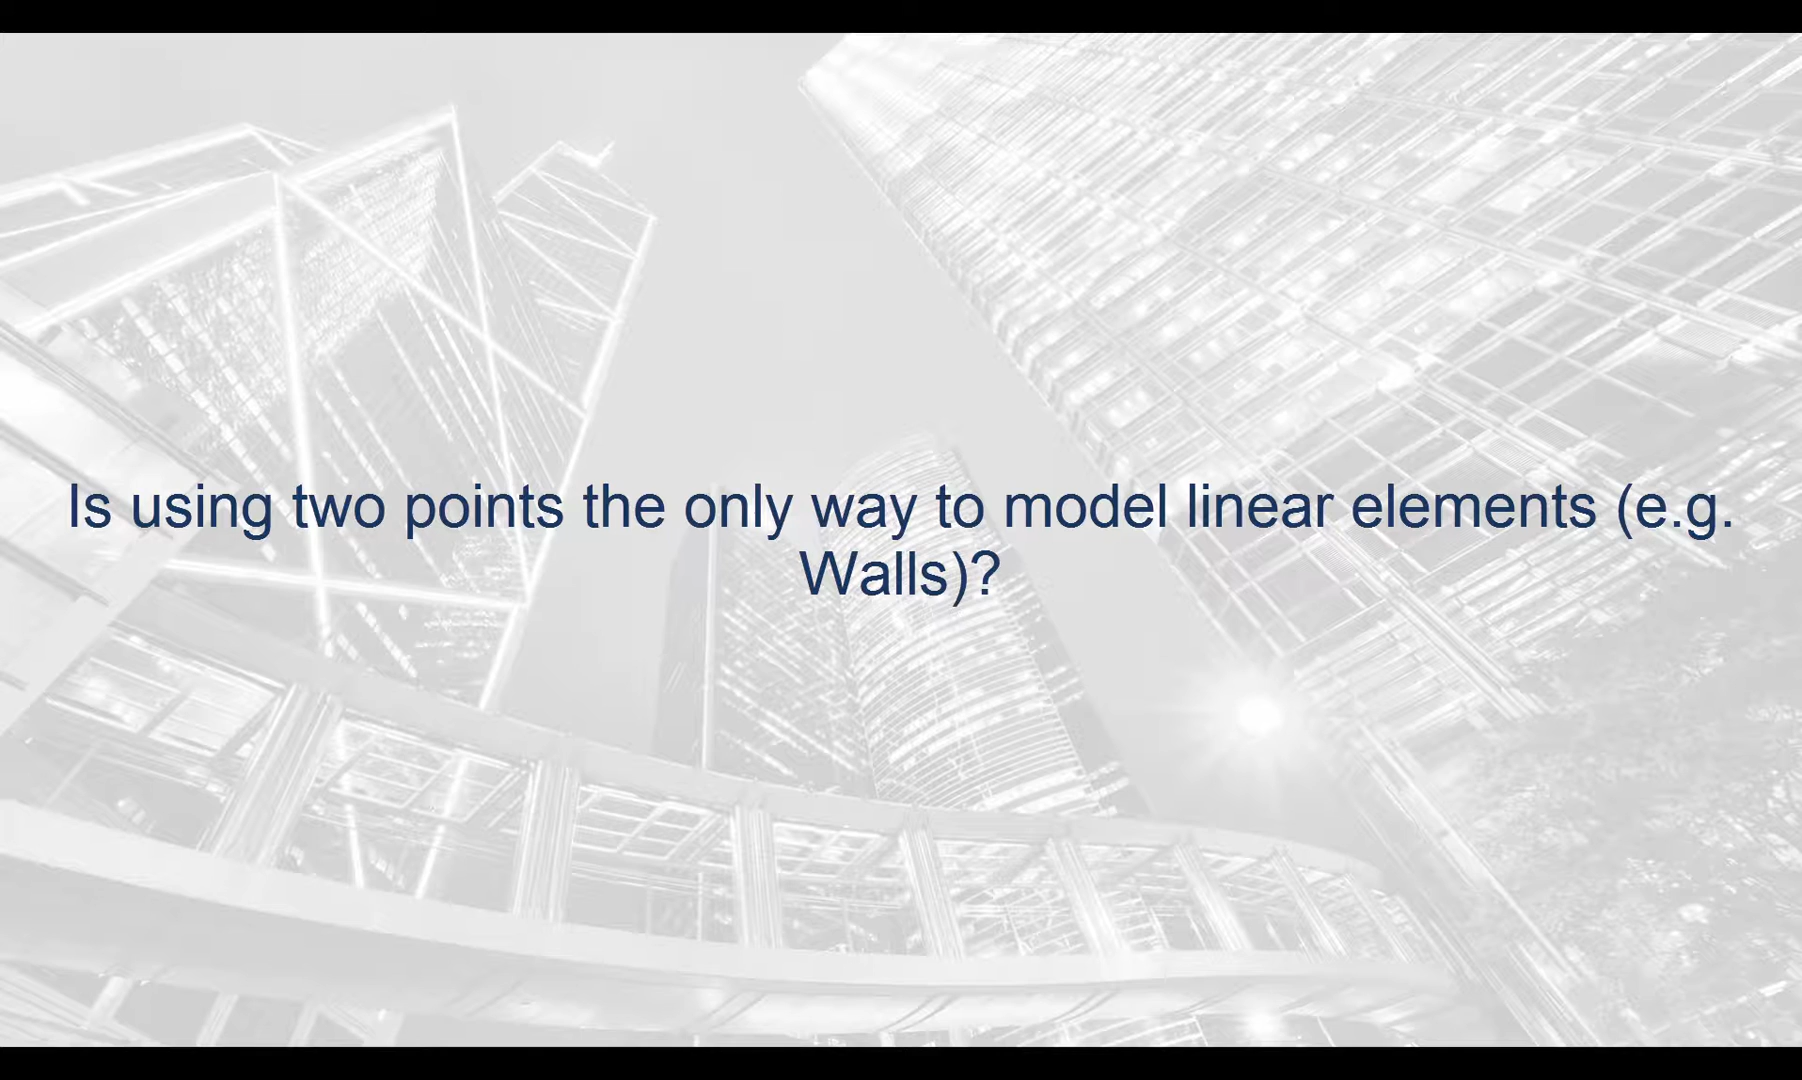 Is using two points the only way to model linear elements (e.g.
Walls)?